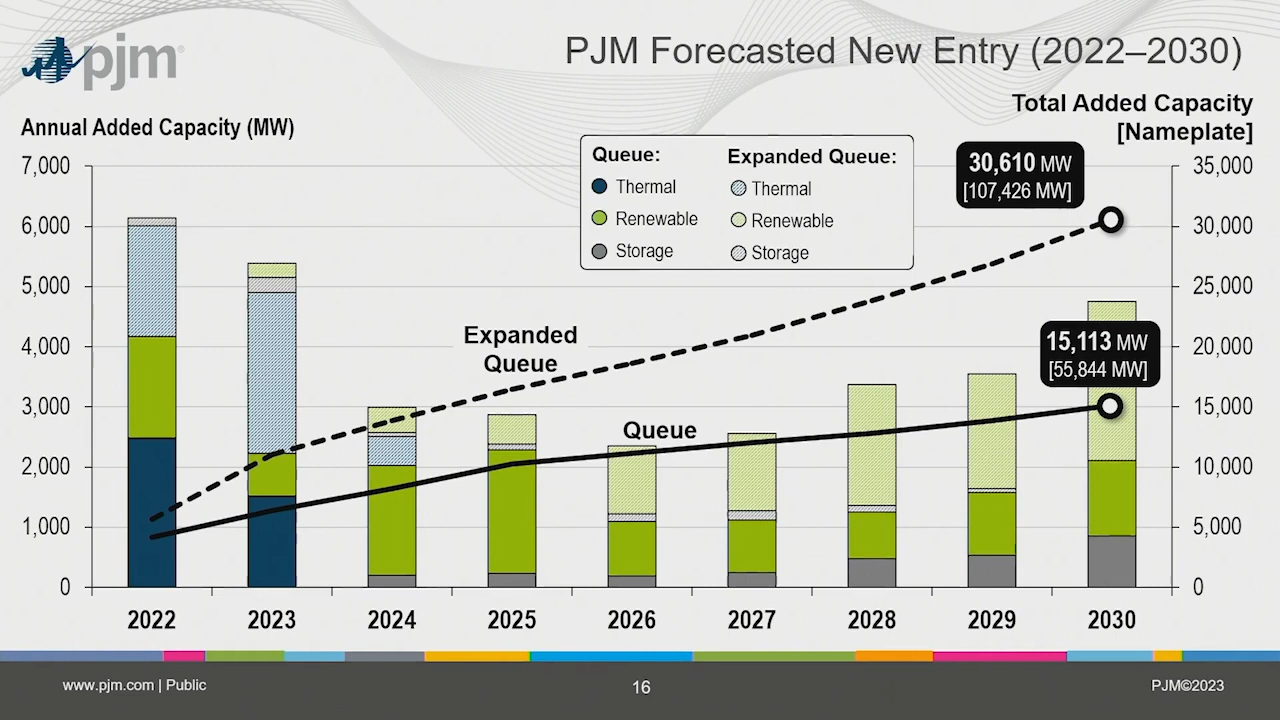 pjm
PJM Forecasted New Entry (2022–2030)
Annual Added Capacity (MW)
Total Added Capacity
[Nameplate]
7,000
6,000
5,000
4,000
3,000
2,000
1,000
0
Queue:
Thermal
Renewable
Storage
Expanded Queue:
Thermal
Renewable
Storage
30,610 MW
[107,426 MW]
15,113 MW
[55,844 MW]
Expanded
Queue
Queue
35,000
30,000
25,000
20,000
15,000
10,000
5,000
0
2022 2023 2024 2025 2026 2027 2028 2029 2030
www.pjm.com | Public
16
PJM©2023